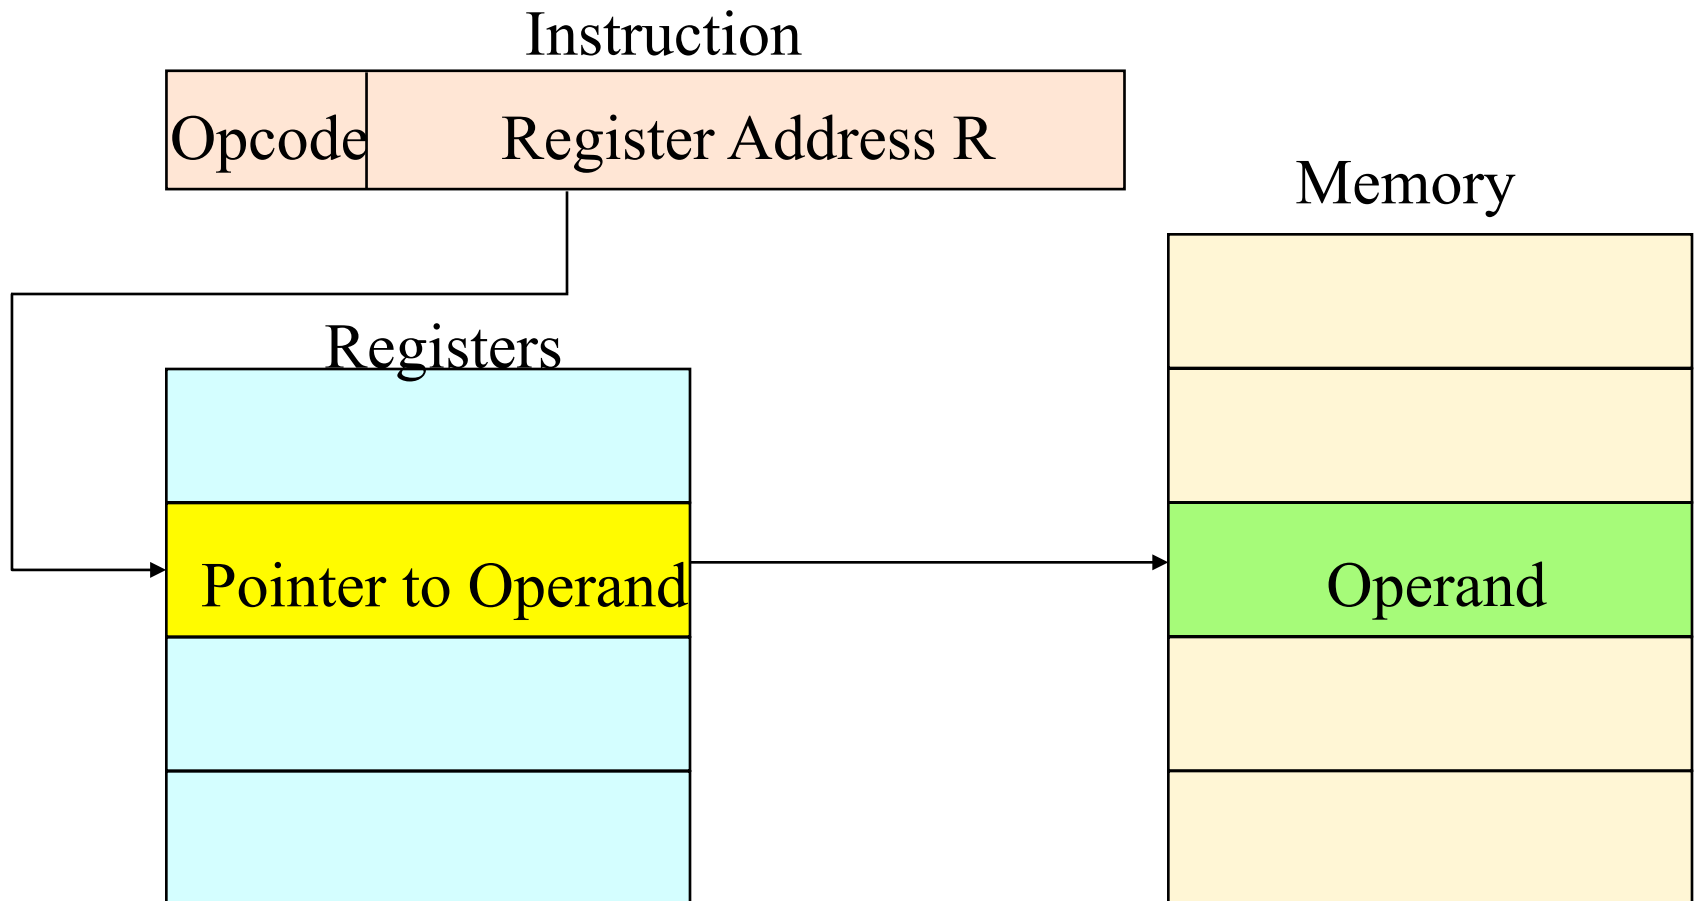 Instruction
Opcode
Register Address R
Memory
Registers
Pointer to Operand
Operand